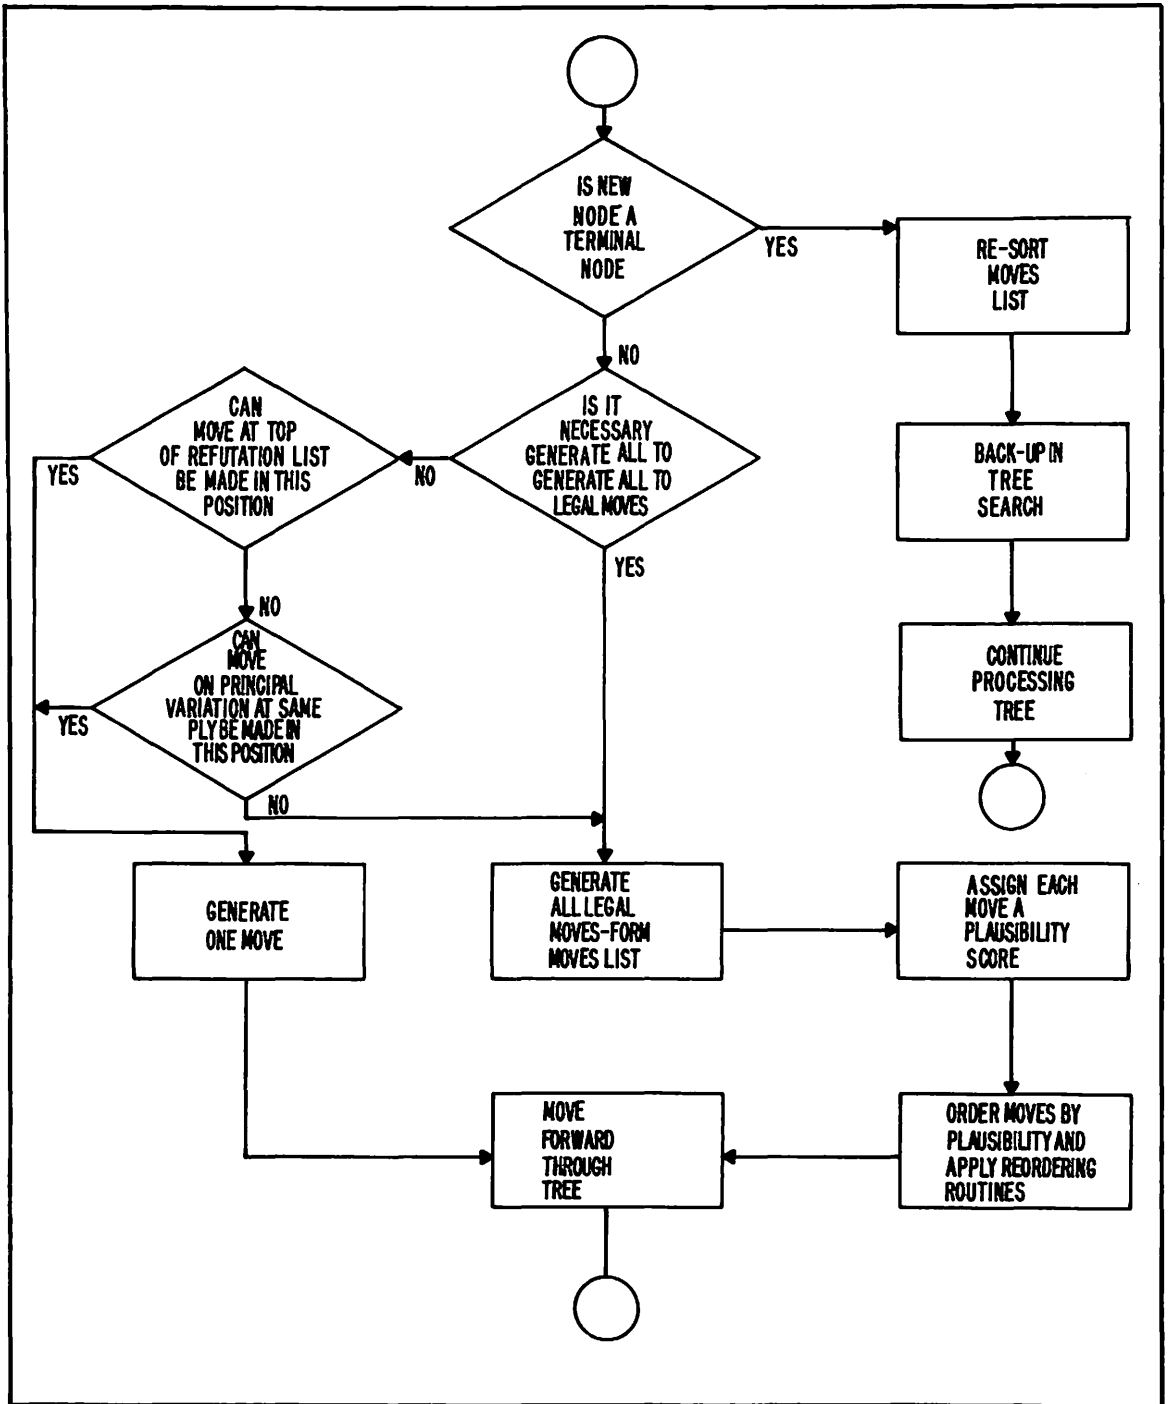 IS NEW
NODE A
TERMINAL
NODE
YES
RE-SORT
MOVES
LIST
NO
CAN
MOVE AT TOP
OF REFUTATION LIST
BE MADE IN THIS
POSITION
YES
NO
IS IT
NECESSARY
GENERATE ALL TO
GENERATE ALL TO
LEGAL MOVES
YES
BACK-UP IN
TREE
SEARCH
NO
CAN
MOVE
ON PRINCIPAL
VARIATION AT SAME
PLY BE MADE IN
THIS POSITION
YES
NO
CONTINUE
PROCESSING
TREE
GENERATE
ONE MOVE
GENERATE
ALL LEGAL
MOVES-FORM
MOVES LIST
ASSIGN EACH
MOVE A
PLAUSIBILITY
SCORE
MOVE
FORWARD
THROUGH
TREE
ORDER MOVES BY
PLAUSIBILITY AND
APPLY REORDERING
ROUTINES